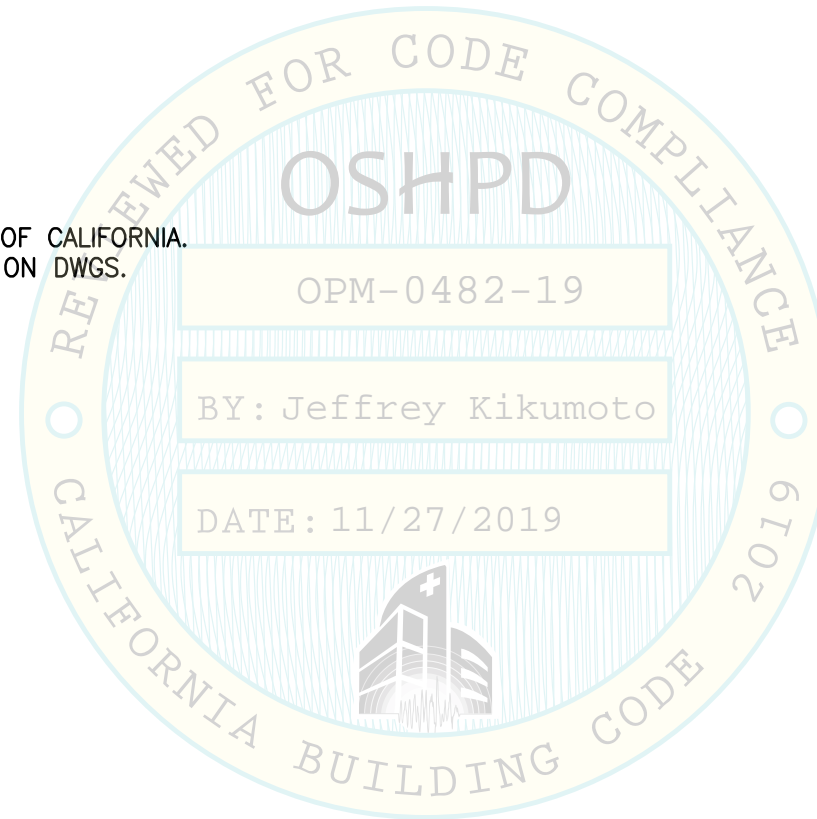 REVIEWED FOR CODE COMPLIANCE
OSHPD
OF CALIFORNIA.
ON DWGS.
OPM-0482-19
BY: Jeffrey Kikumoto
DATE: 11/27/2019
CALIFORNIA BUILDING CODE 2019